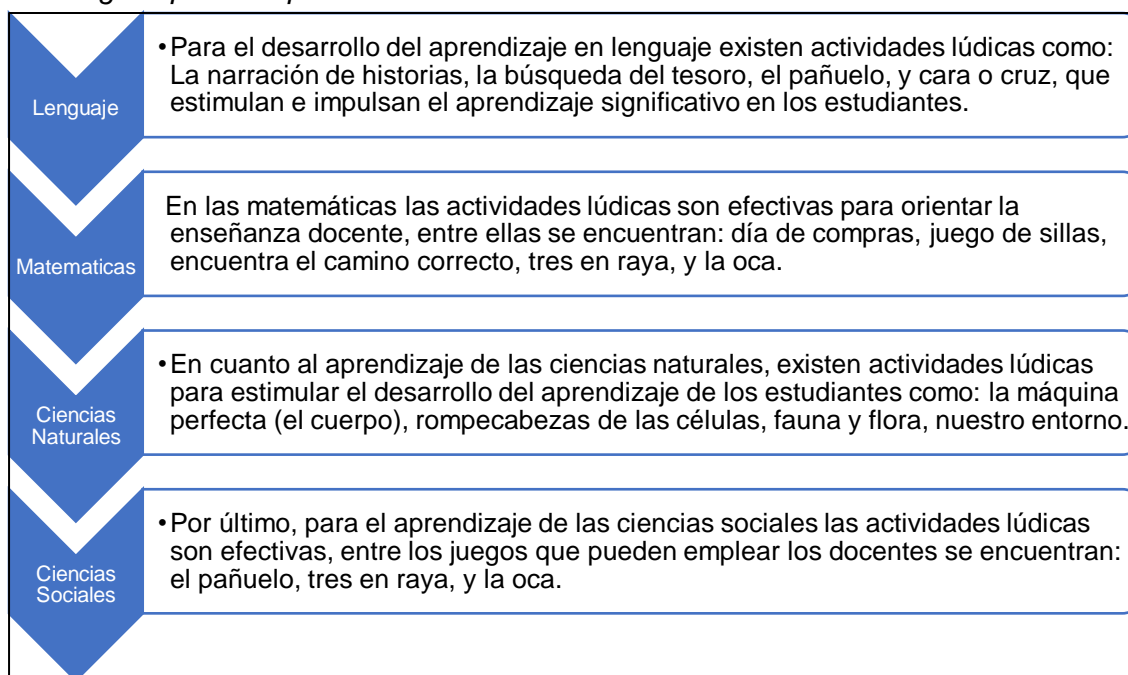 Lenguaje
•Para el desarrollo del aprendizaje en lenguaje existen actividades lúdicas como:
La narración de historias, la búsqueda del tesoro, el pañuelo, y cara o cruz, que
estimulan e impulsan el aprendizaje significativo en los estudiantes.
Matematicas
En las matemáticas las actividades lúdicas son efectivas para orientar la
enseñanza docente, entre ellas se encuentran: día de compras, juego de sillas,
encuentra el camino correcto, tres en raya, y la oca.
Ciencias
Naturales
•En cuanto al aprendizaje de las ciencias naturales, existen actividades lúdicas
para estimular el desarrollo del aprendizaje de los estudiantes como: la máquina
perfecta (el cuerpo), rompecabezas de las células, fauna y flora, nuestro entorno.
Ciencias
Sociales
•Por último, para el aprendizaje de las ciencias sociales las actividades lúdicas
son efectivas, entre los juegos que pueden emplear los docentes se encuentran:
el pañuelo, tres en raya, y la oca.